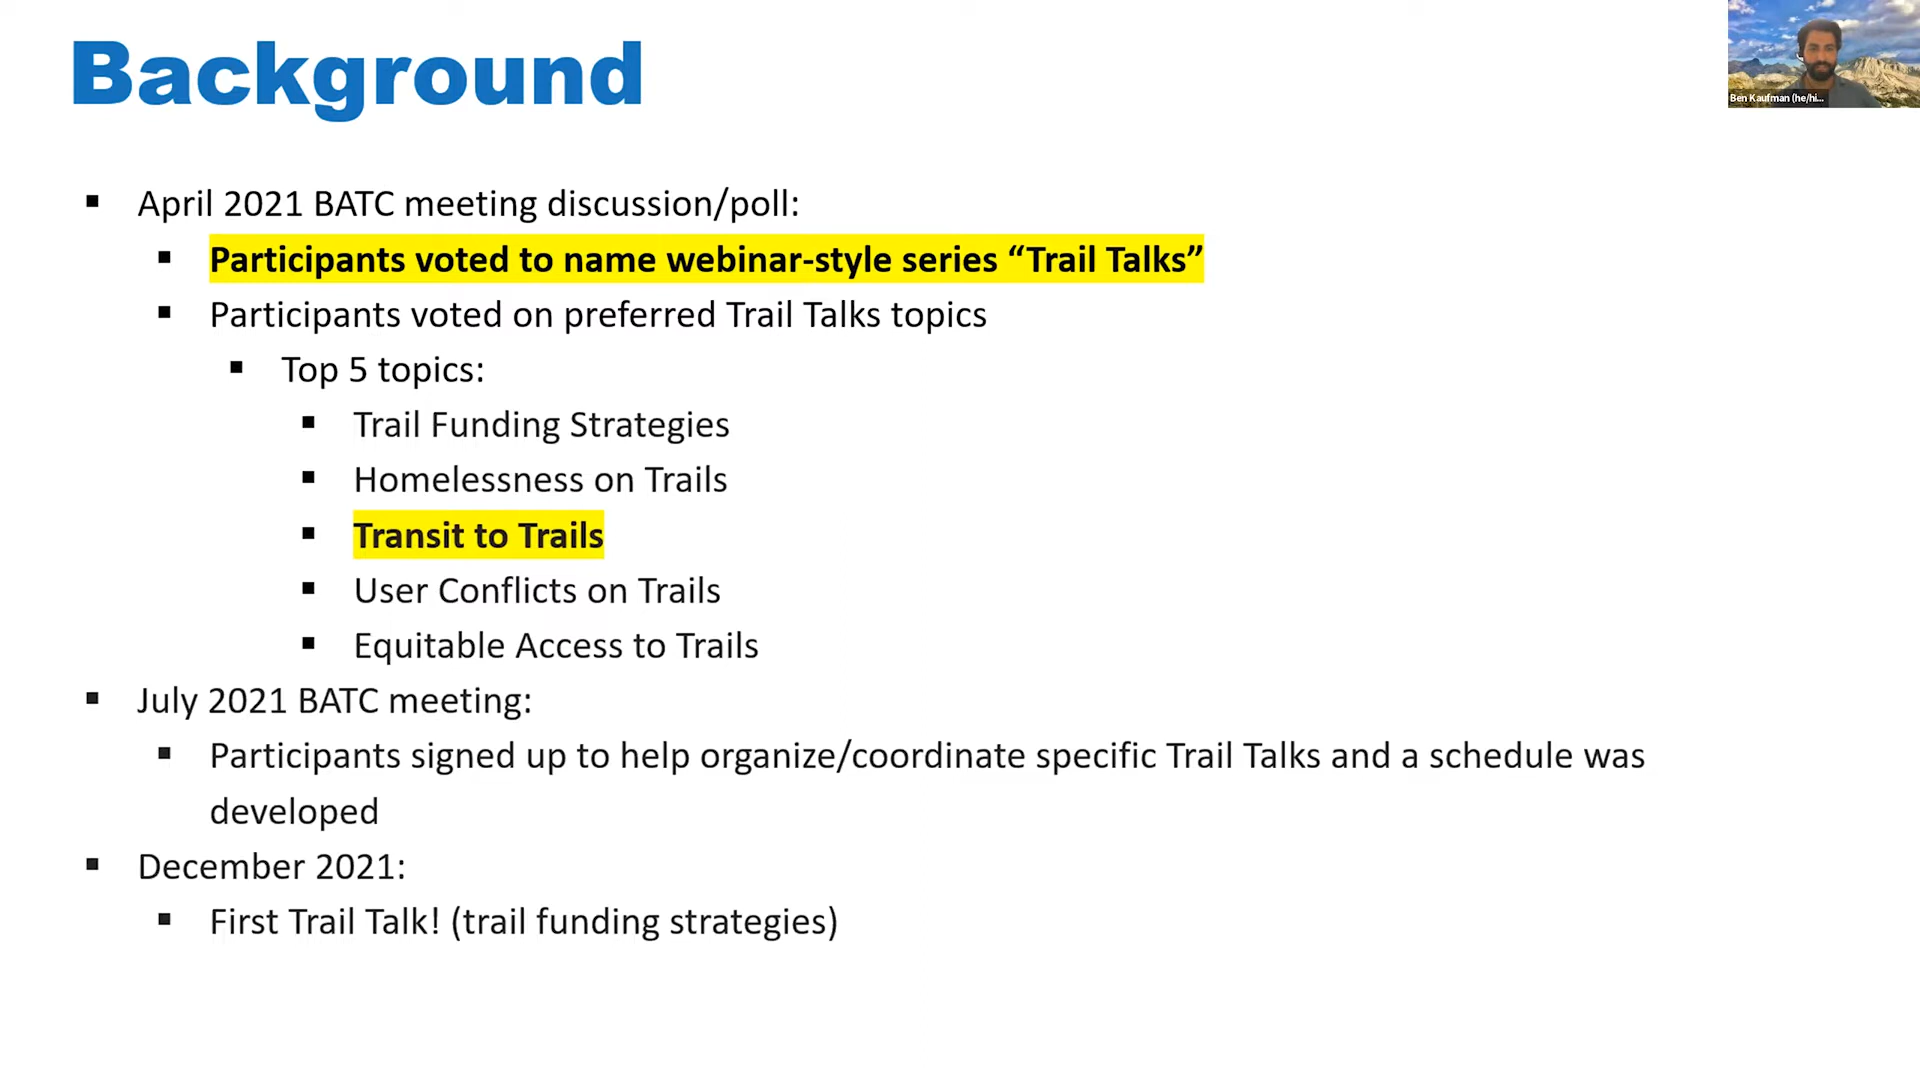 Background
Ben Kaufman (he/hi...
April 2021 BATC meeting discussion/poll:
Participants voted to name webinar-style series “Trail Talks”
Participants voted on preferred Trail Talks topics
Top 5 topics:
Trail Funding Strategies
Homelessness on Trails
Transit to Trails
User Conflicts on Trails
Equitable Access to Trails
July 2021 BATC meeting:
Participants signed up to help organize/coordinate specific Trail Talks and a schedule was
developed
December 2021:
First Trail Talk! (trail funding strategies)